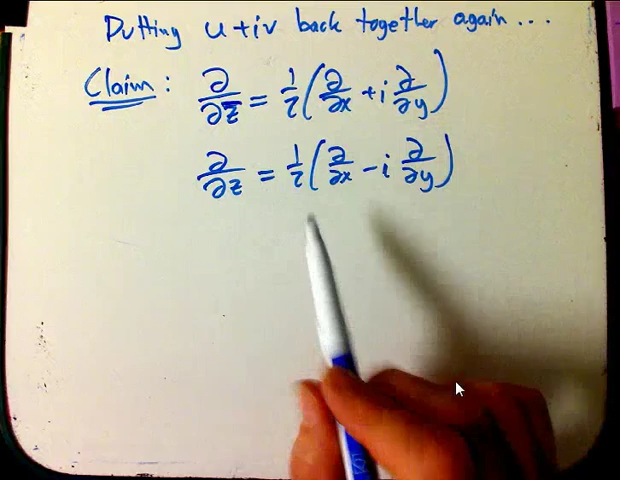 Putting u+iv back together again...
Claim: ∂/∂z̄ = 1/2(∂/∂x + i ∂/∂y)
∂/∂z = 1/2(∂/∂x - i ∂/∂y)